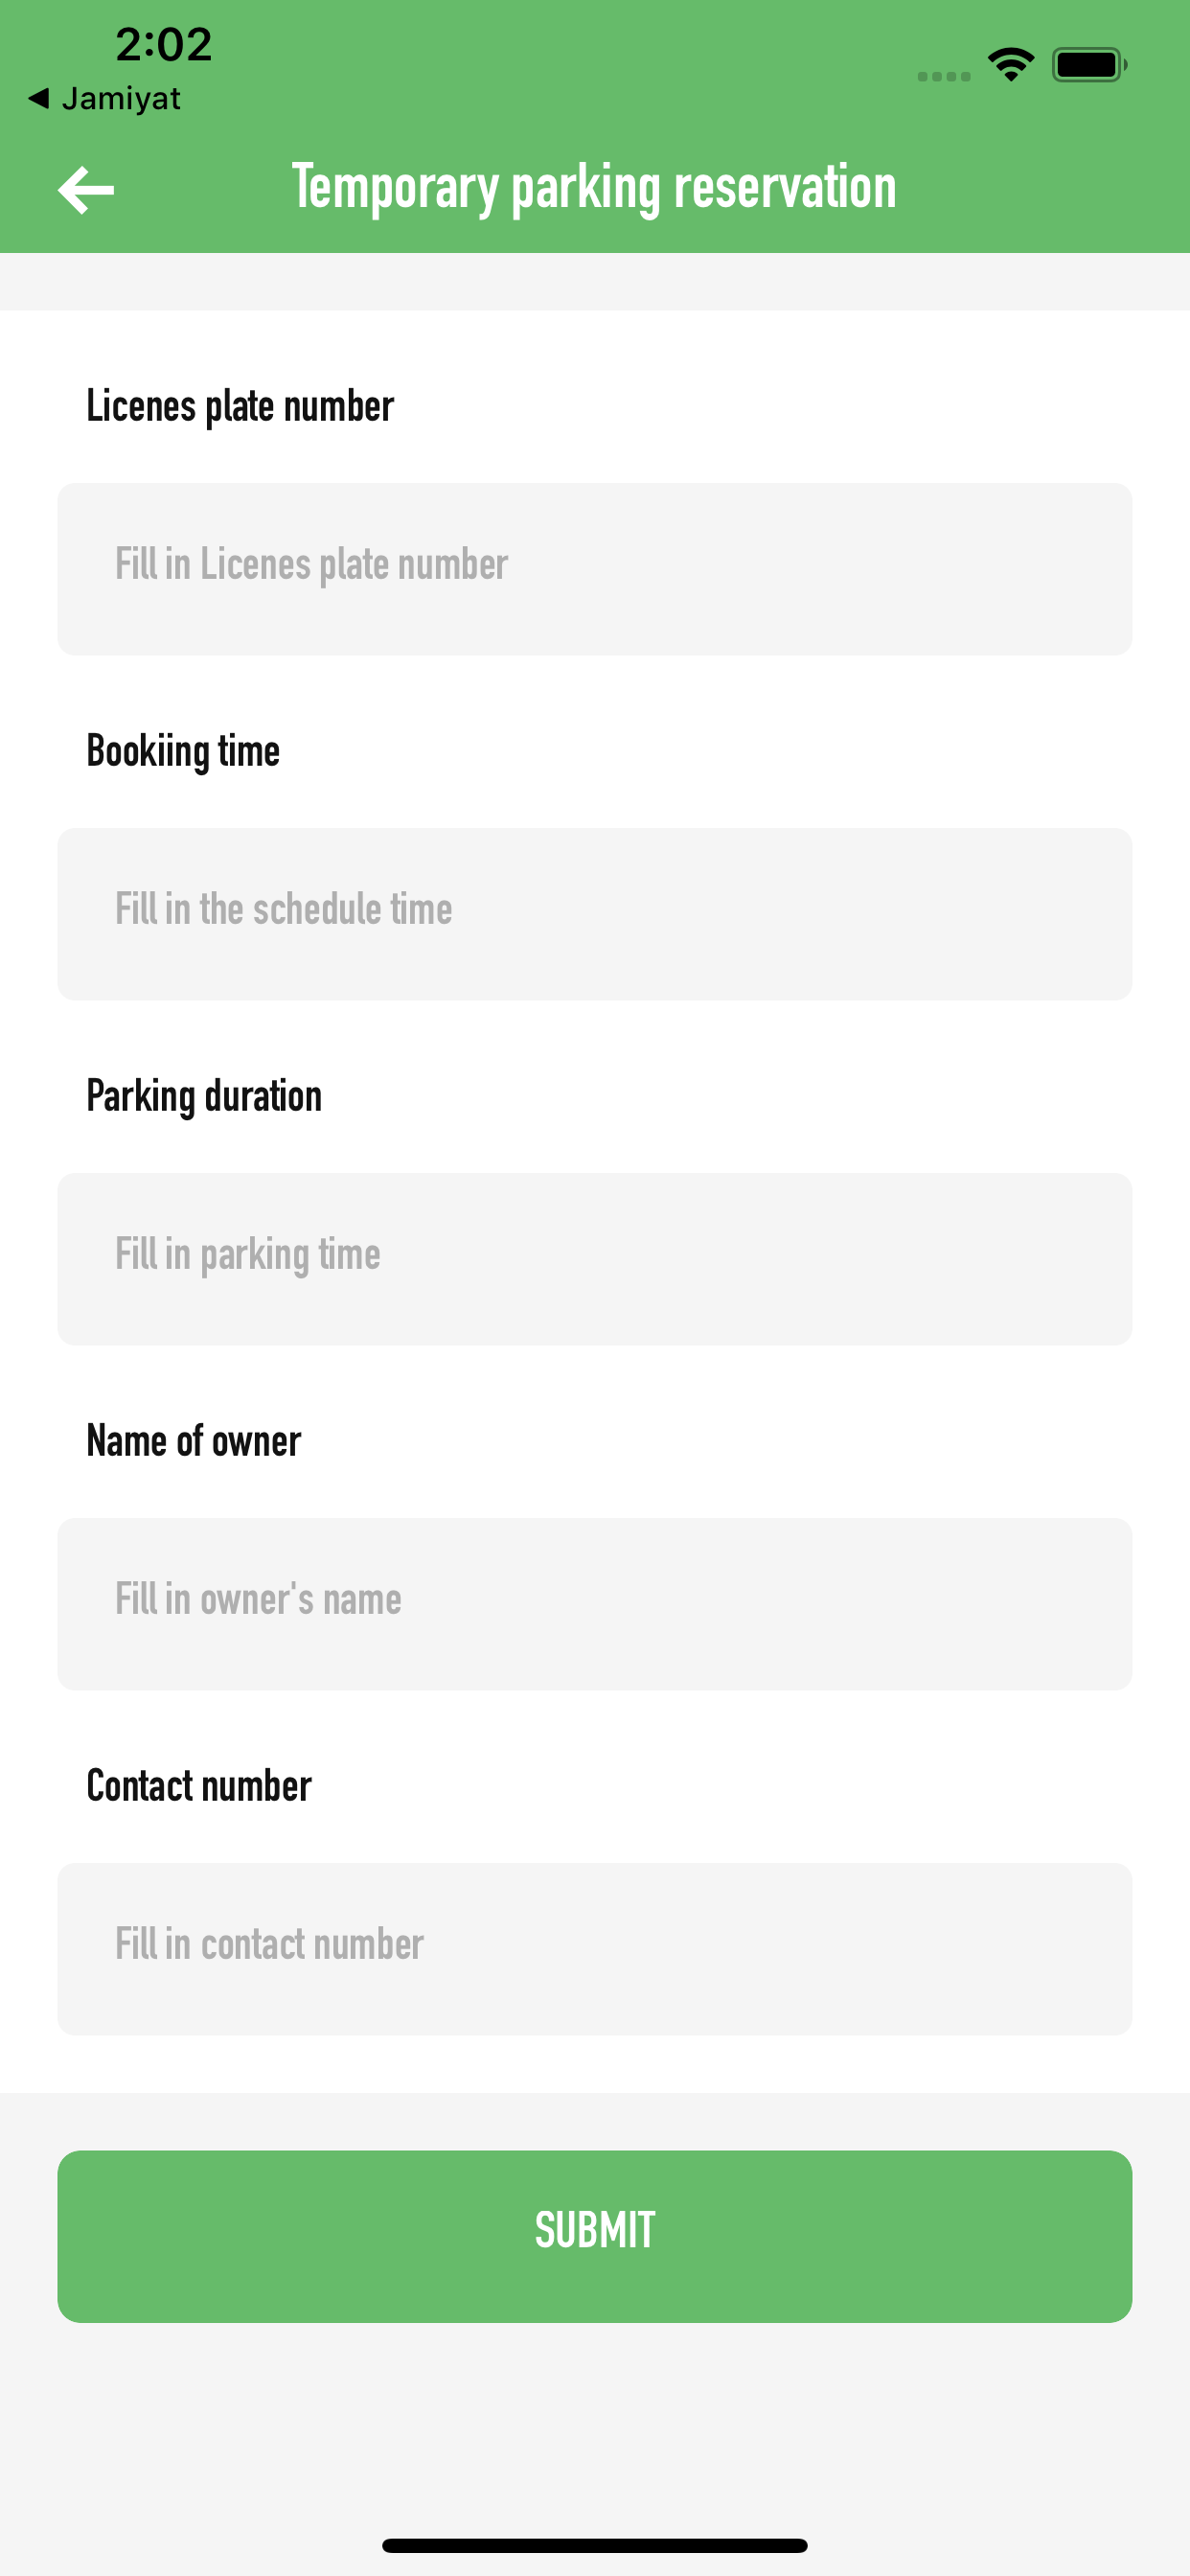 2:02
Jamiyat
Temporary parking reservation
Licenes plate number
Fill in Licenes plate number
Bookiing time
Fill in the schedule time
Parking duration
Fill in parking time
Name of owner
Fill in owner's name
Contact number
Fill in contact number
SUBMIT